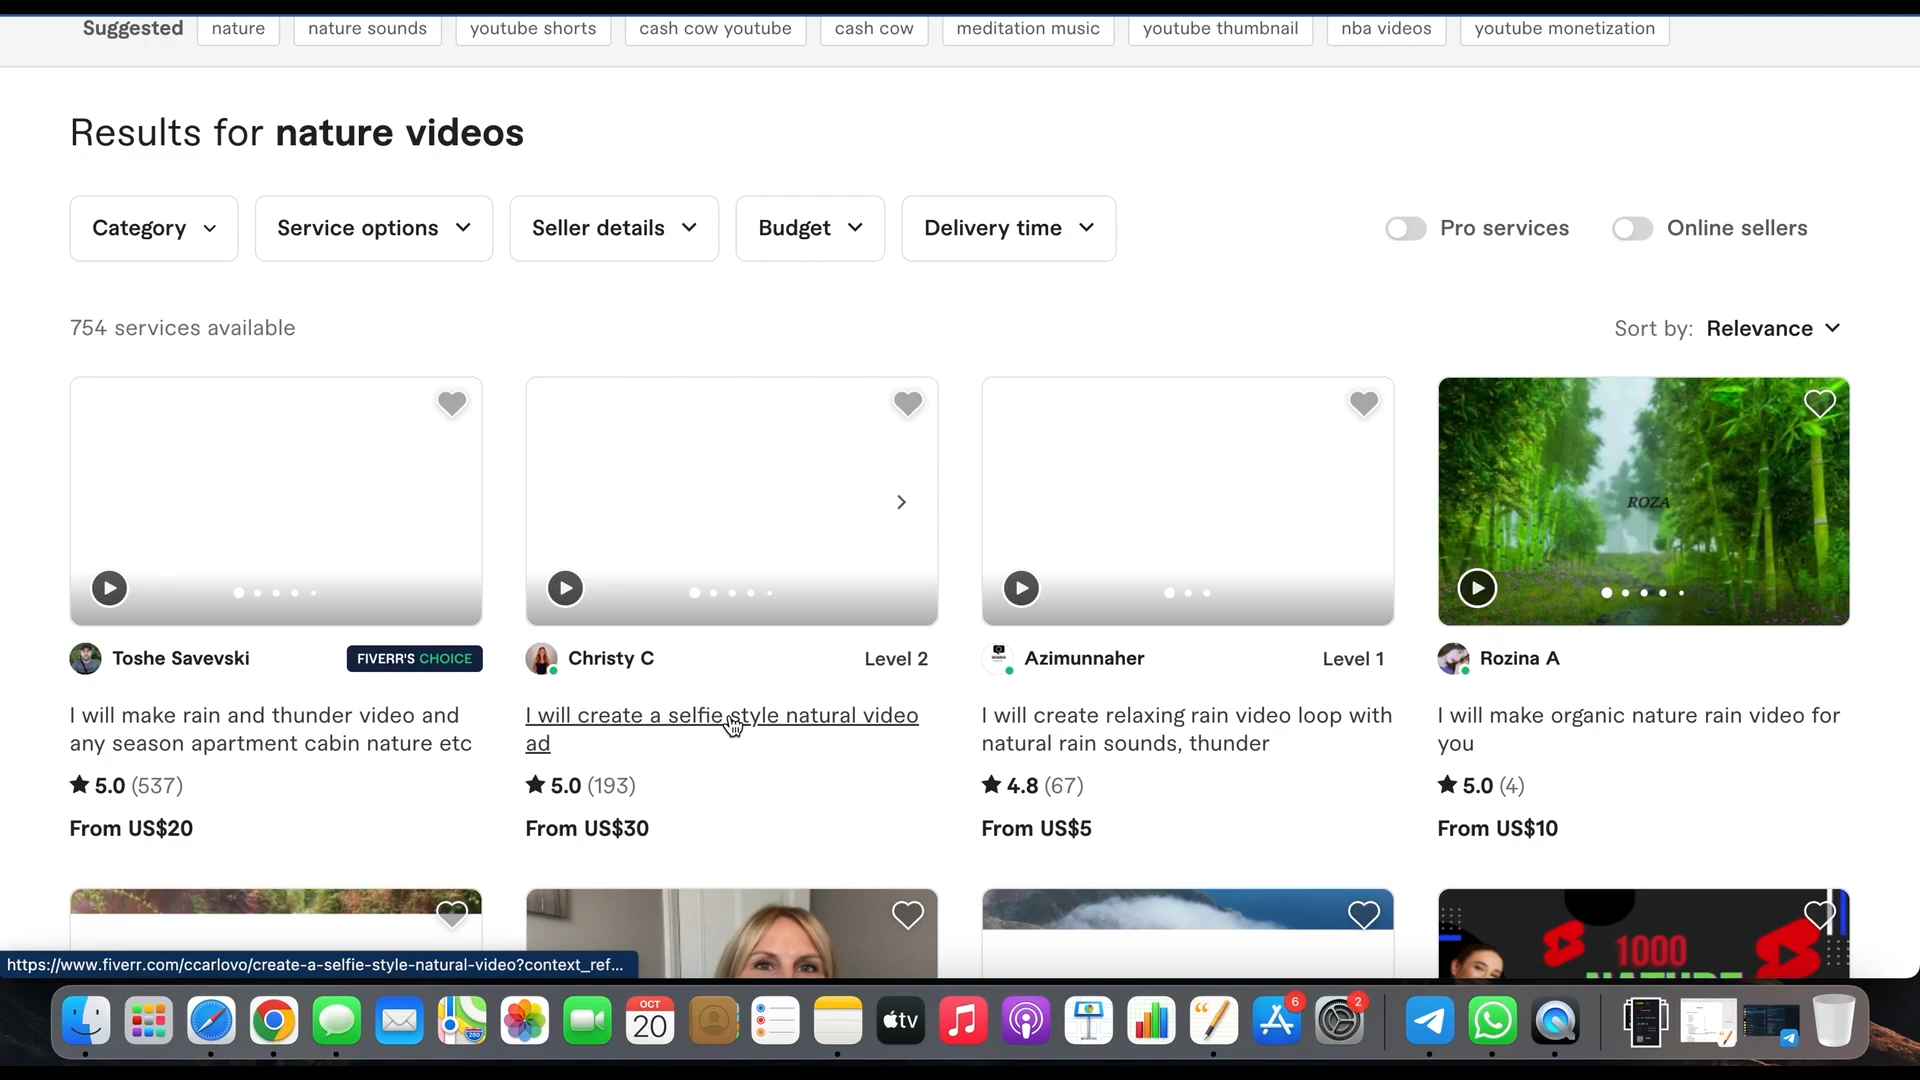 Suggested nature nature sounds youtube shorts cash cow youtube cash cow meditation music youtube thumbnail nba videos youtube monetization
Results for nature videos
Category Service options Seller details Budget Delivery time Pro services Online sellers
754 services available Sort by: Relevance
ROZA
Toshe Savevski FIVERR'S CHOICE
I will make rain and thunder video and
any season apartment cabin nature etc
5.0 (537)
From US$20
Christy C Level 2
I will create a selfie style natural video
ad
5.0 (193)
From US$30
Azimunnaher Level 1
I will create relaxing rain video loop with
natural rain sounds, thunder
4.8 (67)
From US$5
Rozina A
I will make organic nature rain video for
you
5.0 (4)
From US$10
1000
NATURE
https://www.fiverr.com/ccarlovo/create-a-selfie-style-natural-video?context_ref...
OCT
20
tv
6
2